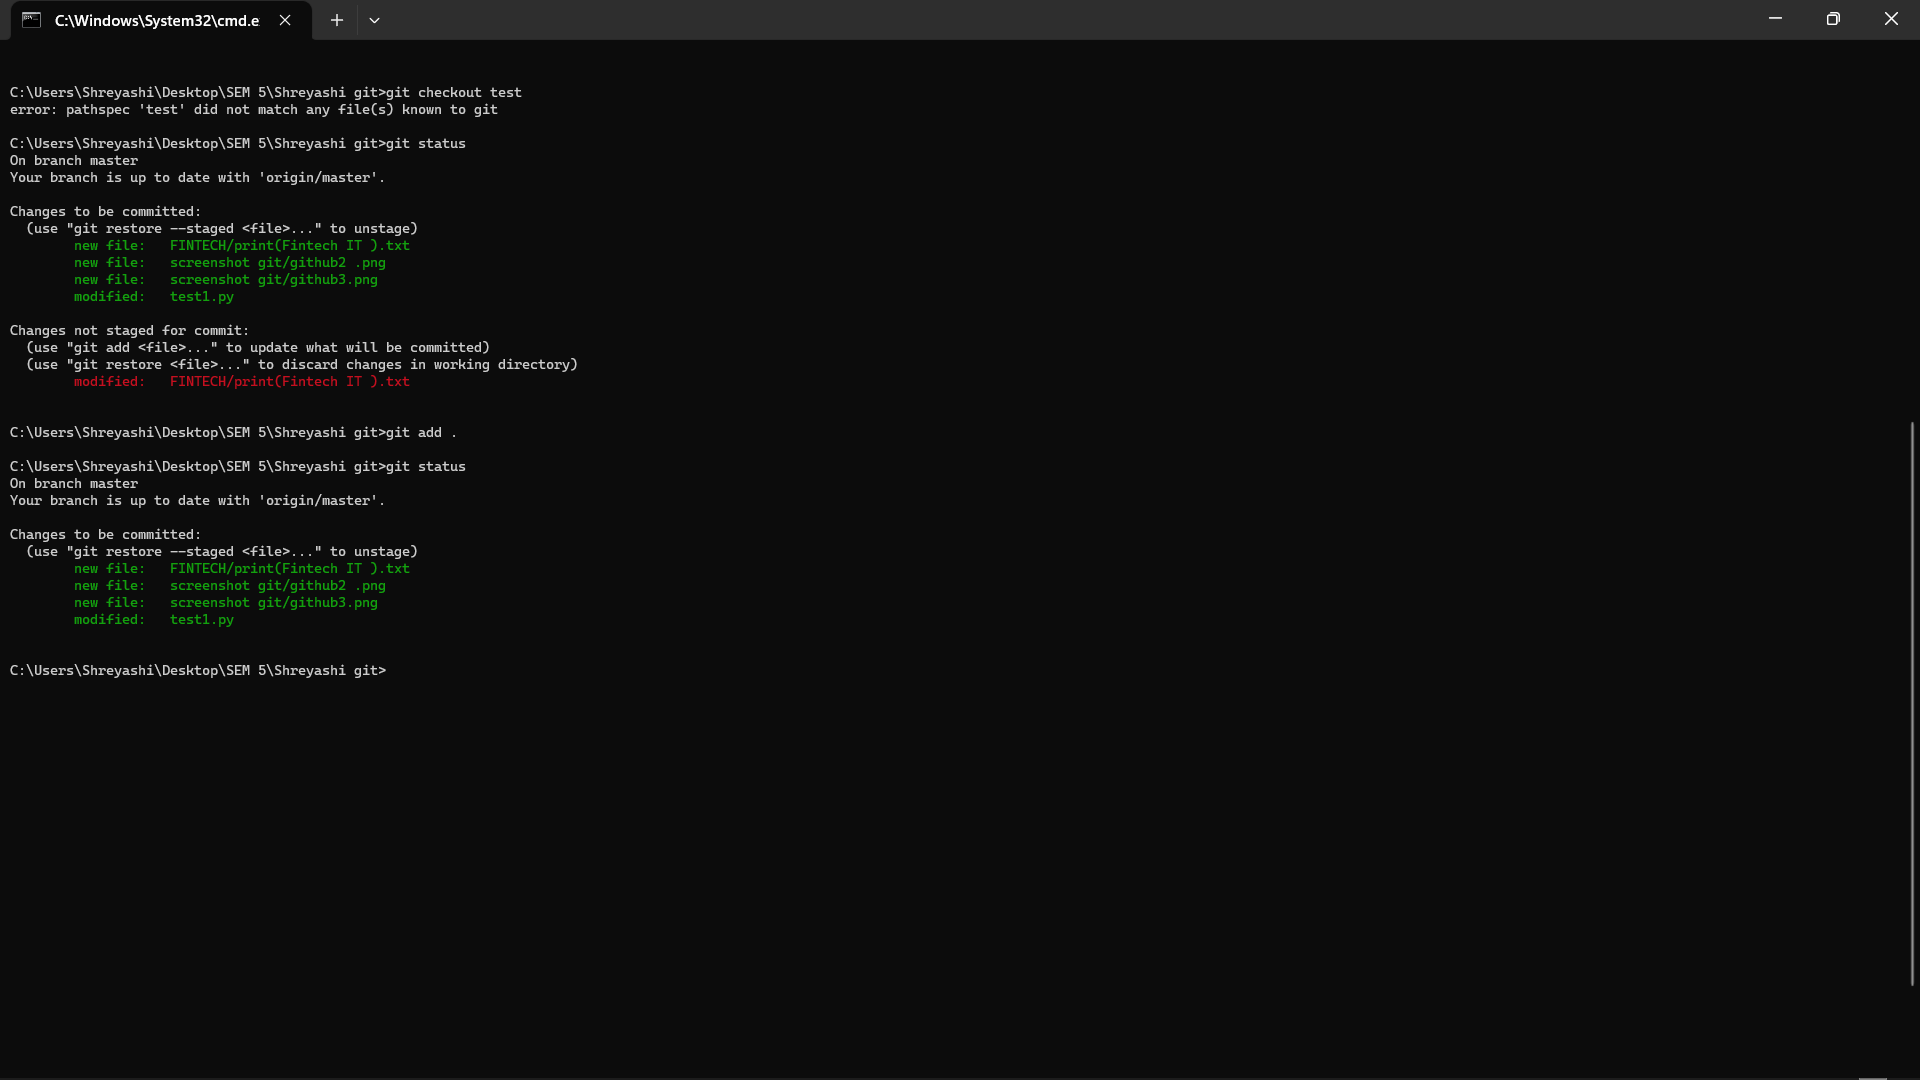 C:\Windows\System32\cmd.e
C:\Users\Shreyashi\Desktop\SEM 5\Shreyashi git>git checkout test
error: pathspec 'test' did not match any file(s) known to git
C:\Users\Shreyashi\Desktop\SEM 5\Shreyashi git>git status
On branch master
Your branch is up to date with 'origin/master'.
Changes to be committed:
  (use "git restore --staged <file>..." to unstage)
        new file:   FINTECH/print(Fintech IT ).txt
        new file:   screenshot git/github2 .png
        new file:   screenshot git/github3.png
        modified:   test1.py
Changes not staged for commit:
  (use "git add <file>..." to update what will be committed)
  (use "git restore <file>..." to discard changes in working directory)
        modified:   FINTECH/print(Fintech IT ).txt
C:\Users\Shreyashi\Desktop\SEM 5\Shreyashi git>git add .
C:\Users\Shreyashi\Desktop\SEM 5\Shreyashi git>git status
On branch master
Your branch is up to date with 'origin/master'.
Changes to be committed:
  (use "git restore --staged <file>..." to unstage)
        new file:   FINTECH/print(Fintech IT ).txt
        new file:   screenshot git/github2 .png
        new file:   screenshot git/github3.png
        modified:   test1.py
C:\Users\Shreyashi\Desktop\SEM 5\Shreyashi git>